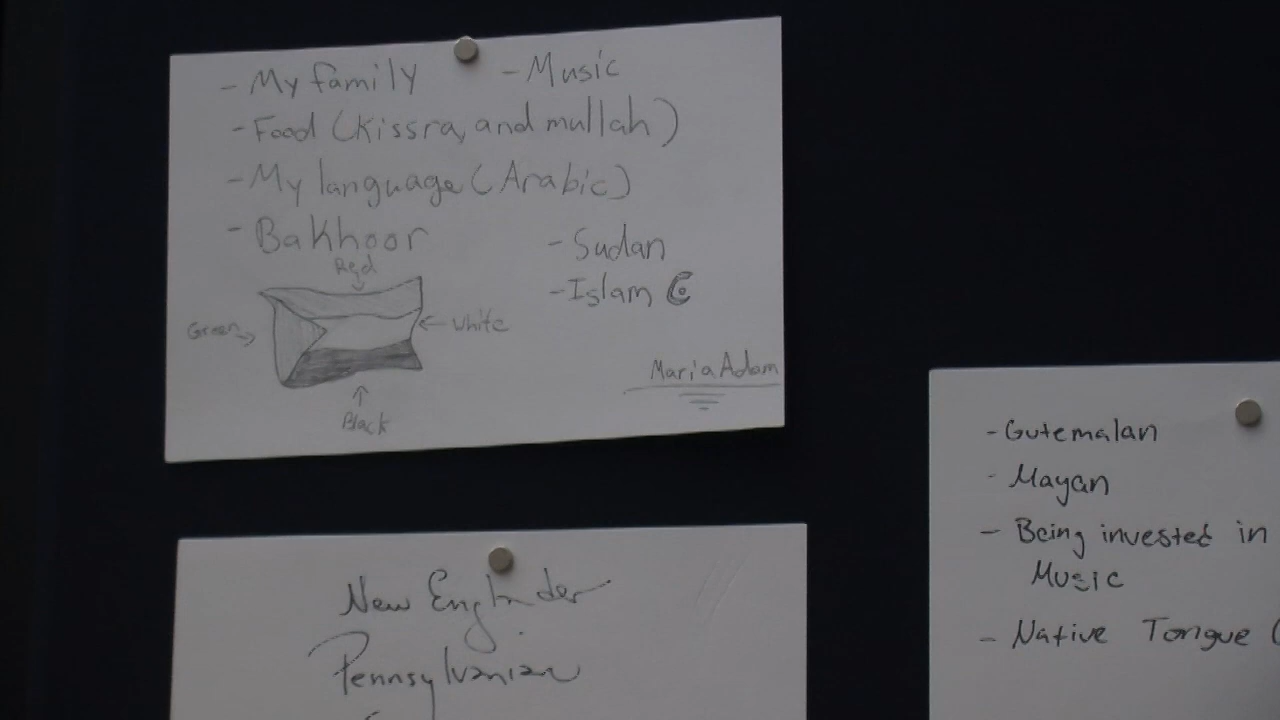 - My family - Music
- Food (Kissra, and mullah)
- My language (Arabic)
- Bakhoor
- Sudan
- Islam
Red
Green
White
Black
Maria Adam
New Englander
Pennsylvanian
- Gutemalan
- Mayan
- Being invested in
Music
- Native Tongue (